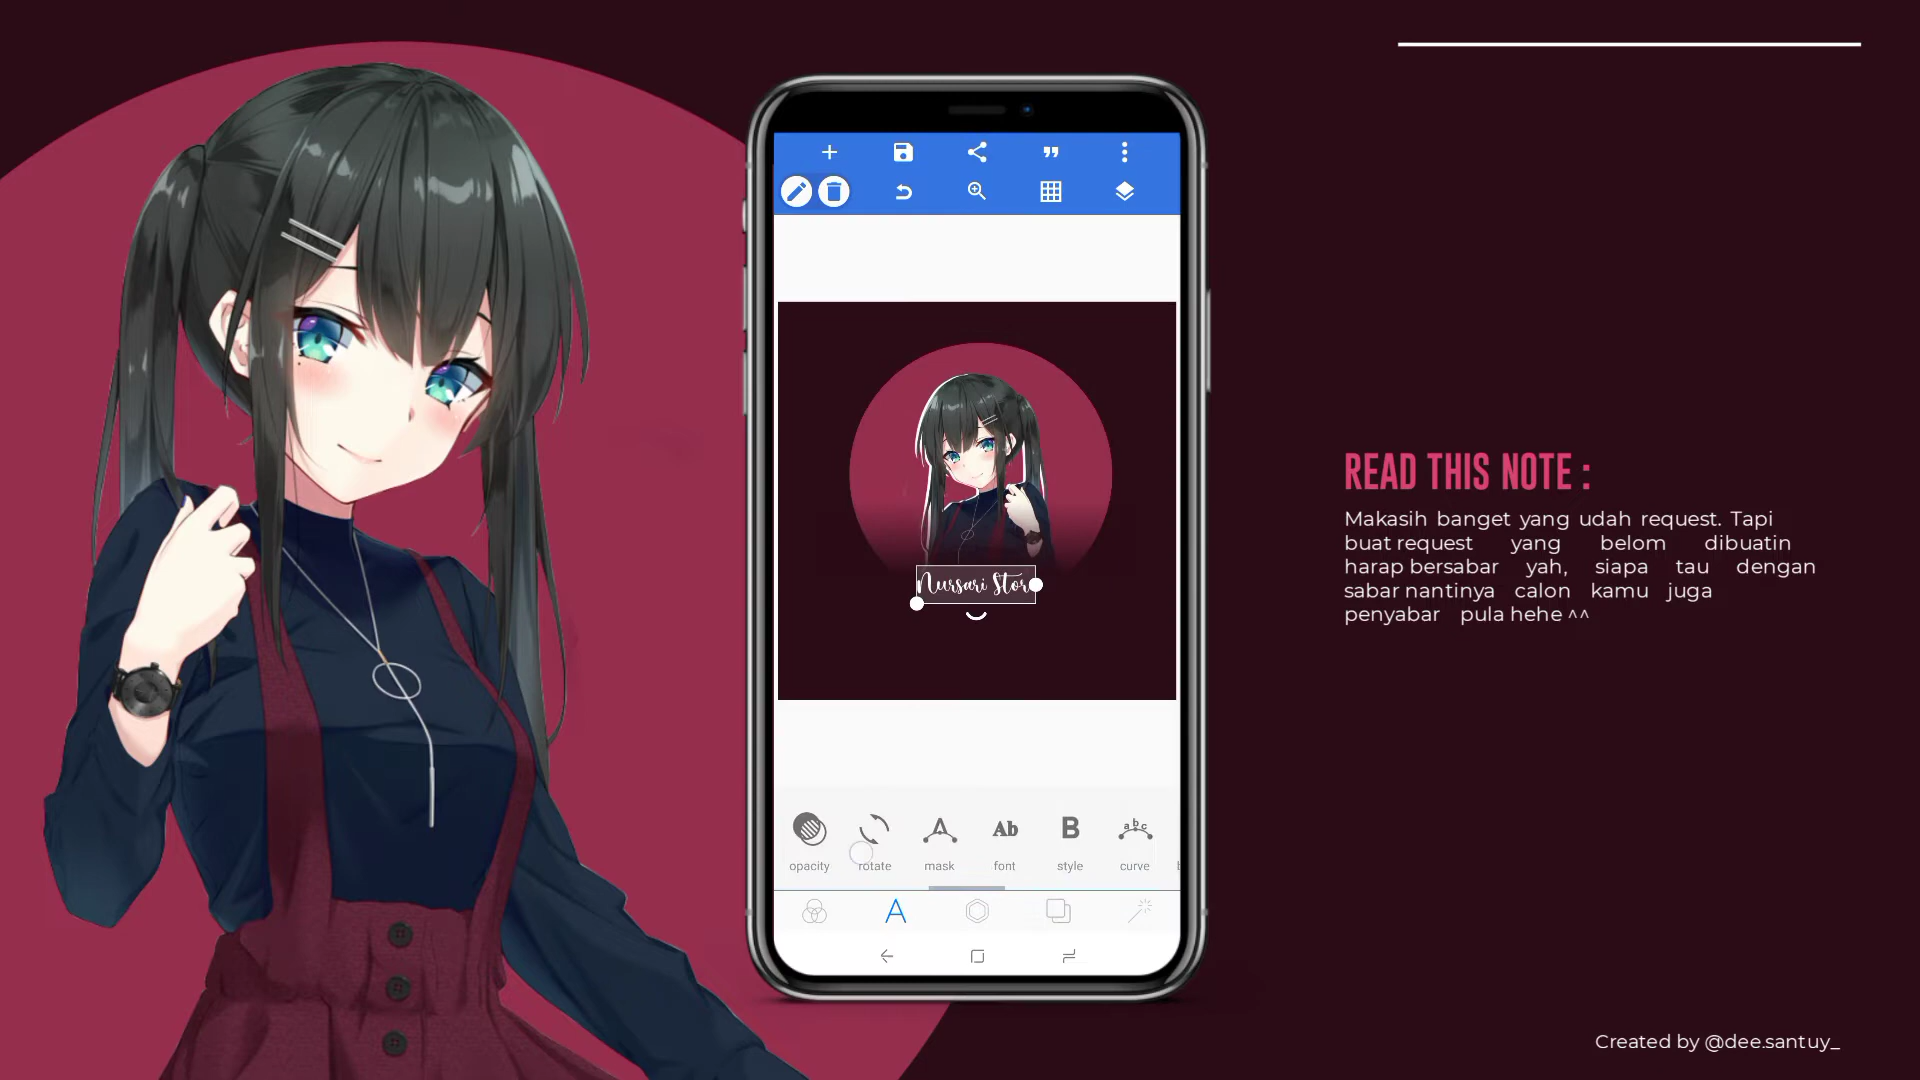 Nursari Stor
opacity
rotate
mask
Ab
font
B
style
abc
curve
READ THIS NOTE :
Makasih banget yang udah request. Tapi
buat request yang belom dibuatin
harap bersabar yah, siapa tau dengan
sabar nantinya calon kamu juga
penyabar pula hehe ^^
Created by @dee.santuy_